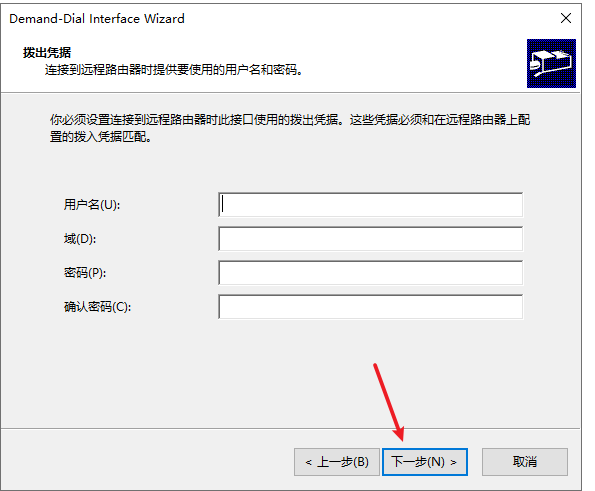 Demand-Dial Interface Wizard
拨出凭据
连接到远程路由器时提供要使用的用户名和密码。
你必须设置连接到远程路由器时此接口使用的拨出凭据。这些凭据必须和在远程路由器上配
置的拨入凭据匹配。
用户名(U):
域(D):
密码(P):
确认密码(C):
< 上一步(B)
下一步(N) >
取消